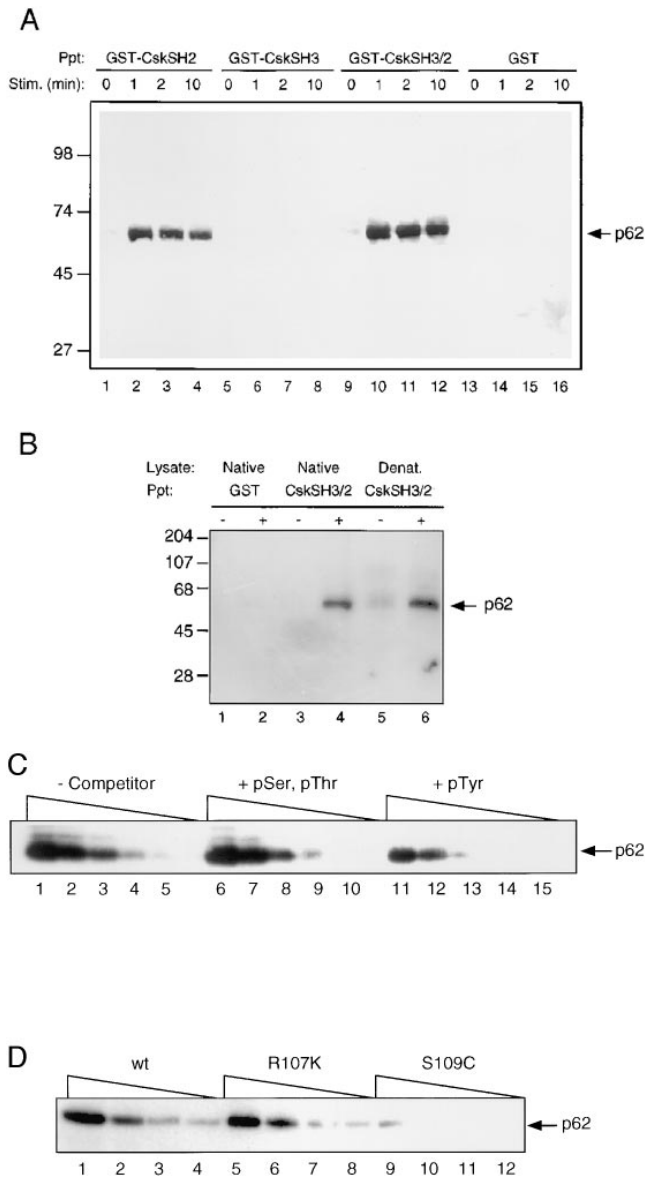 A
Ppt: GST-CskSH2 GST-CskSH3 GST-CskSH3/2 GST
Stim. (min): 0 1 2 10 0 1 2 10 0 1 2 10 0 1 2 10
98
74
p62
45
27
1 2 3 4 5 6 7 8 9 10 11 12 13 14 15 16
B
Lysate: Native Native Denat.
Ppt: GST CskSH3/2 CskSH3/2
- + - + - +
204
107
68
p62
45
28
1 2 3 4 5 6
C
- Competitor + pSer, pThr + pTyr
p62
1 2 3 4 5 6 7 8 9 10 11 12 13 14 15
D
wt R107K S109C
p62
1 2 3 4 5 6 7 8 9 10 11 12